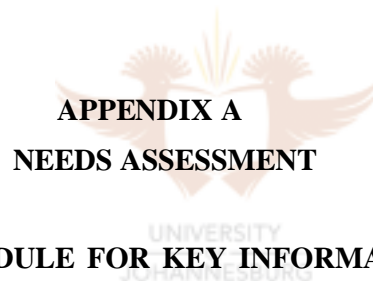 APPENDIX A
NEEDS ASSESSMENT
UNIVERSITY
DULE FOR KEY INFORMA
JOHANNESBURG